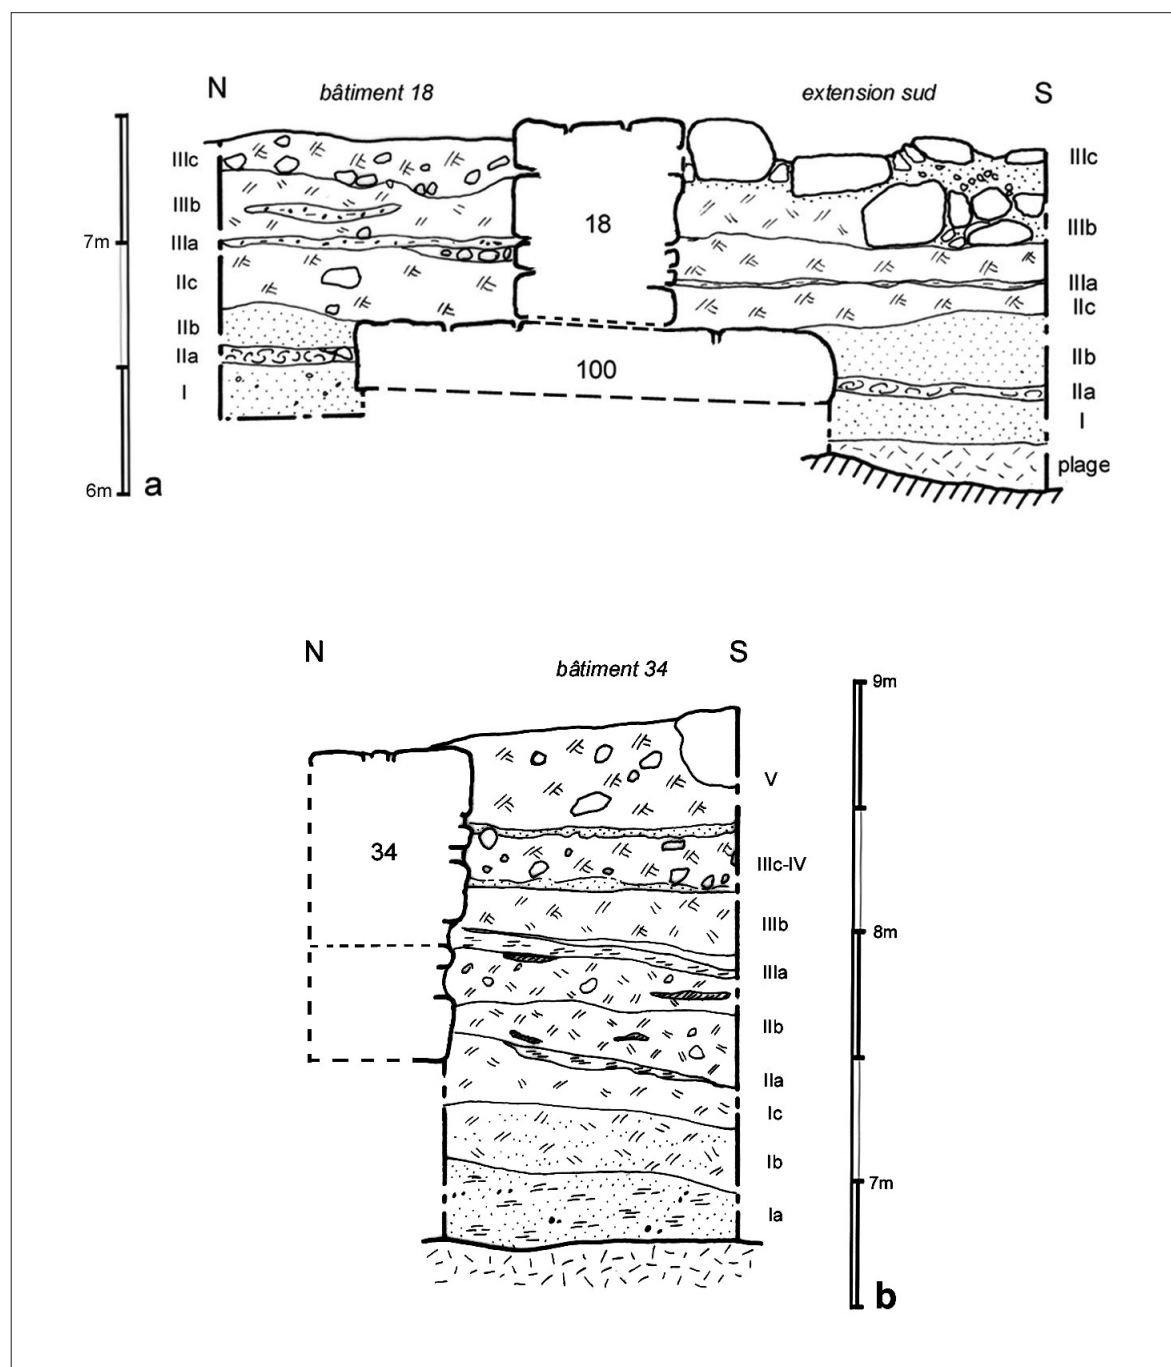 N bâtiment 18 extension sud S
IIIc IIIc
IIIb 18 IIIb
7m IIIa
IIc IIIa
IIc
IIb IIb
IIa 100 IIa
I I
plage
6m a
N bâtiment 34 S
9m
V
34 IIIc-IV
IIIb 8m
IIIa
IIb
IIa
Ic
Ib 7m
Ia
b